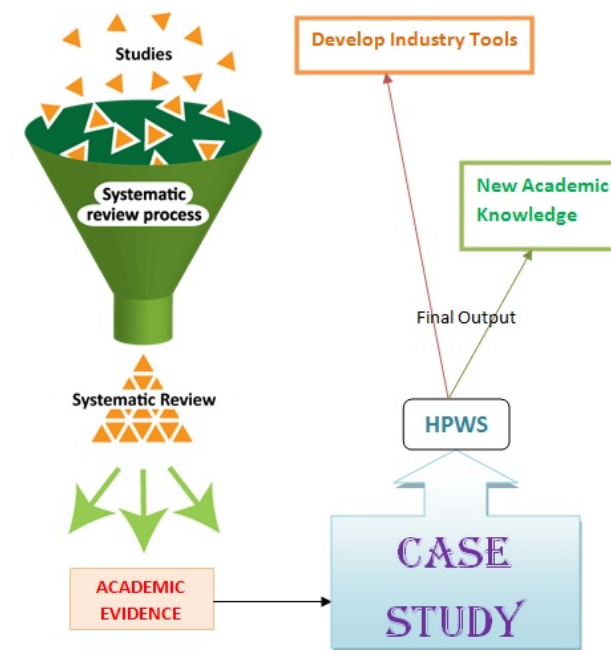 Studies
Systematic
review process
Systematic Review
ACADEMIC
EVIDENCE
Develop Industry Tools
New Academic
Knowledge
Final Output
HPWS
CASE
STUDY